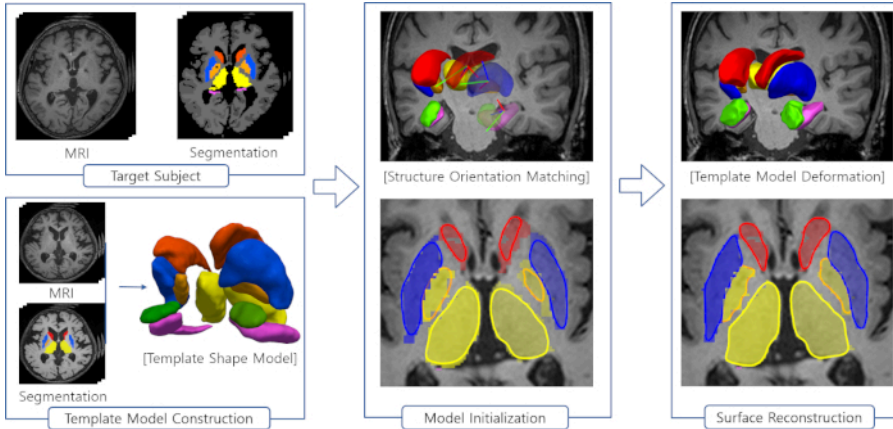 MRI
Segmentation
Target Subject
MRI
Segmentation
[Template Shape Model]
Template Model Construction
[Structure Orientation Matching]
Model Initialization
[Template Model Deformation]
Surface Reconstruction